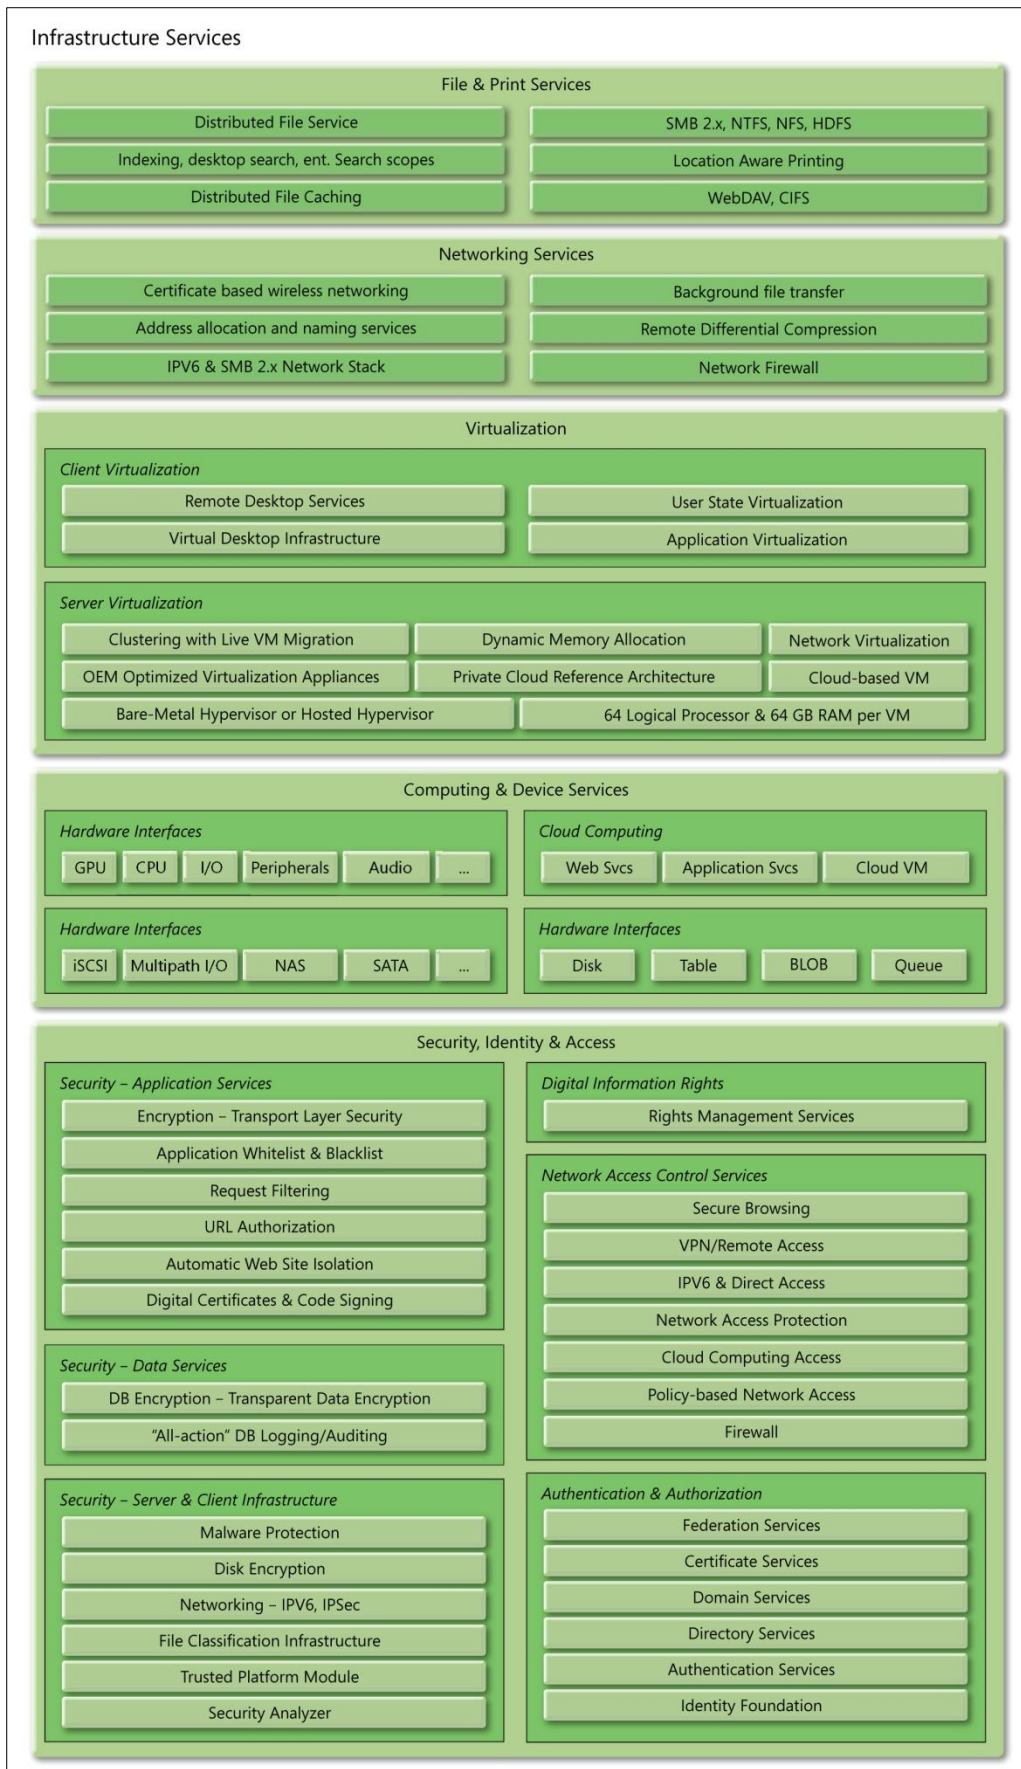 Infrastructure Services
File & Print Services
Distributed File Service
SMB 2.x, NTFS, NFS, HDFS
Indexing, desktop search, ent. Search scopes
Location Aware Printing
Distributed File Caching
WebDAV, CIFS
Networking Services
Certificate based wireless networking
Background file transfer
Address allocation and naming services
Remote Differential Compression
IPV6 & SMB 2.x Network Stack
Network Firewall
Virtualization
Client Virtualization
Remote Desktop Services
User State Virtualization
Virtual Desktop Infrastructure
Application Virtualization
Server Virtualization
Clustering with Live VM Migration
Dynamic Memory Allocation
Network Virtualization
OEM Optimized Virtualization Appliances
Private Cloud Reference Architecture
Cloud-based VM
Bare-Metal Hypervisor or Hosted Hypervisor
64 Logical Processor & 64 GB RAM per VM
Computing & Device Services
Hardware Interfaces
GPU
CPU
I/O
Peripherals
Audio
...
Cloud Computing
Web Svcs
Application Svcs
Cloud VM
Hardware Interfaces
iSCSI
Multipath I/O
NAS
SATA
...
Hardware Interfaces
Disk
Table
BLOB
Queue
Security, Identity & Access
Security – Application Services
Encryption – Transport Layer Security
Application Whitelist & Blacklist
Request Filtering
URL Authorization
Automatic Web Site Isolation
Digital Certificates & Code Signing
Security – Data Services
DB Encryption – Transparent Data Encryption
“All-action” DB Logging/Auditing
Security – Server & Client Infrastructure
Malware Protection
Disk Encryption
Networking – IPV6, IPSec
File Classification Infrastructure
Trusted Platform Module
Security Analyzer
Digital Information Rights
Rights Management Services
Network Access Control Services
Secure Browsing
VPN/Remote Access
IPV6 & Direct Access
Network Access Protection
Cloud Computing Access
Policy-based Network Access
Firewall
Authentication & Authorization
Federation Services
Certificate Services
Domain Services
Directory Services
Authentication Services
Identity Foundation